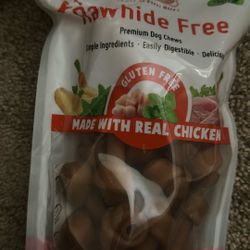 Rawhide Free
Premium Dog Chews
Simple Ingredients · Easily Digestible · Delicious
GLUTEN FREE
MADE WITH REAL CHICKEN